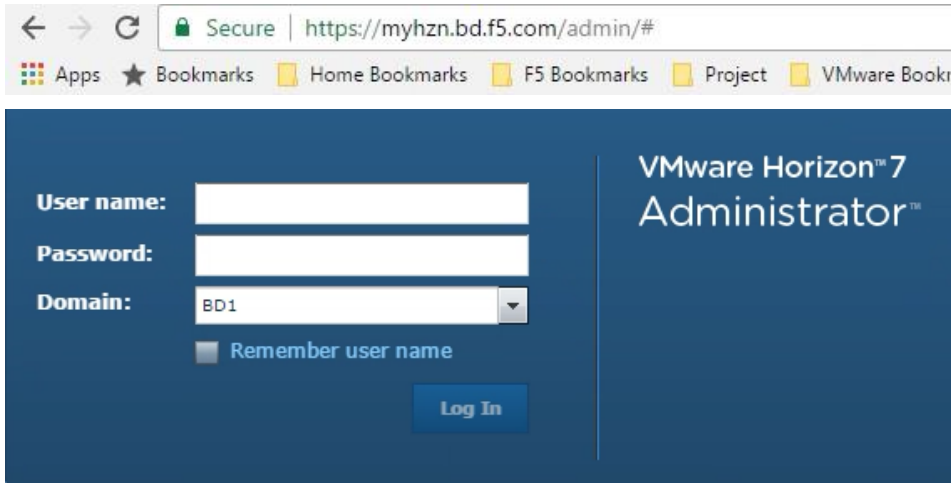 Secure | https://myhzn.bd.f5.com/admin/#
Apps Bookmarks Home Bookmarks F5 Bookmarks Project VMware Bookr
VMware Horizon™ 7
Administrator™
User name:
Password:
Domain: BD1
Remember user name
Log In